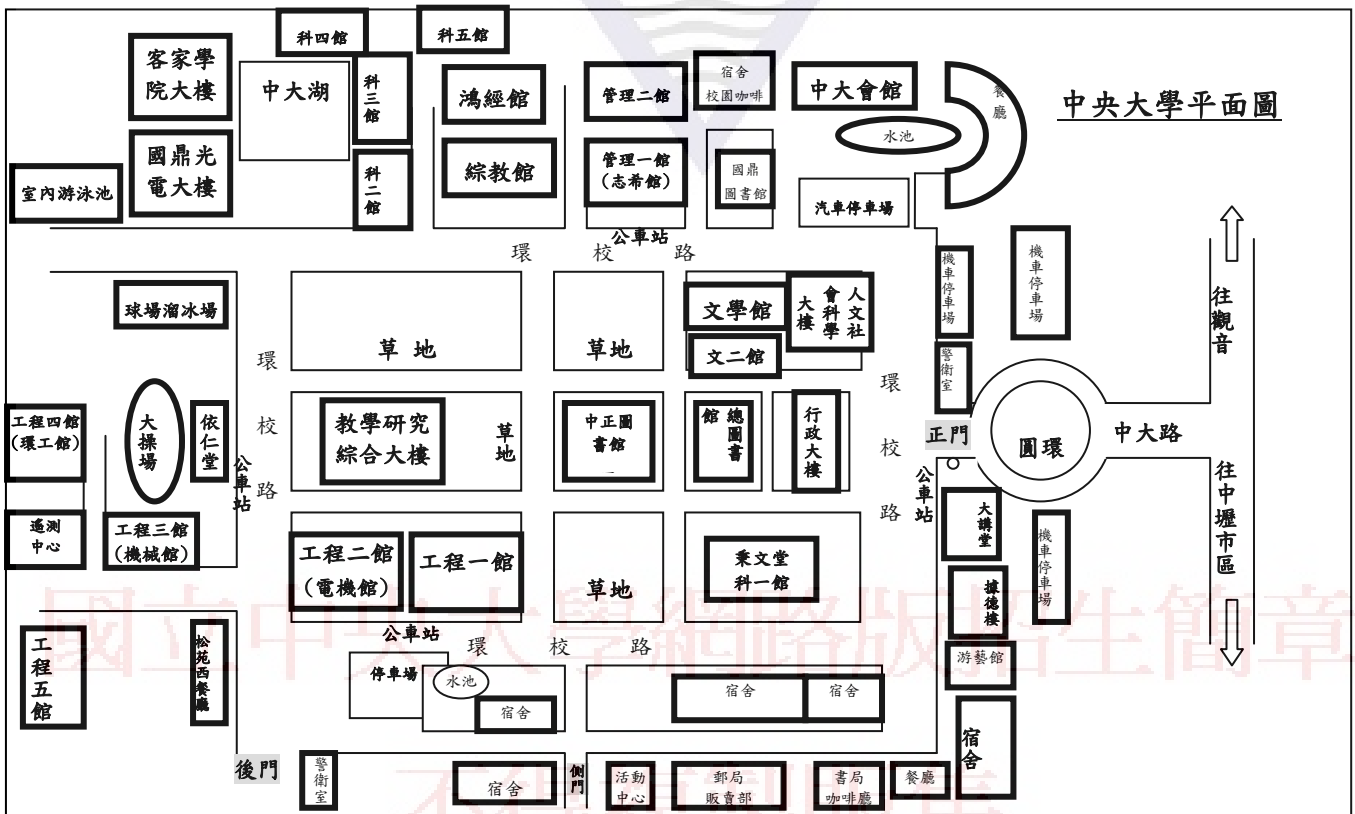 中央大學平面圖
科四館
科五館
客家學
院大樓
中大湖
科三館
鴻經館
管理二館
宿舍
校園咖啡
中大會館
餐廳
水池
國鼎光
電大樓
室內游泳池
科二館
綜教館
管理一館
(志希館)
國鼎
圖書館
汽車停車場
公車站
環 校 路
機車停車場
機車停車場
往觀音
球場溜冰場
草 地
草地
文學館
文二館
人文社
會科學
大樓
警衛室
環 校 路
環 校 路
工程四館
(環工館)
大操場
依仁堂
公車站
教學研究
綜合大樓
草地
中正圖
書館
總圖書
館
行政大樓
正門
圓環
中大路
公車站
往中壢市區
遙測
中心
工程三館
(機械館)
工程二館
(電機館)
工程一館
草地
秉文堂
科一館
大講堂
機車停車場
據德樓
國立中央大學網路版招生簡章
公車站
環 校 路
工程五館
松苑西餐廳
停車場
水池
宿舍
宿舍
宿舍
游藝館
宿舍
後門
警衛室
宿舍
側門
活動
中心
郵局
販賣部
書局
咖啡廳
餐廳